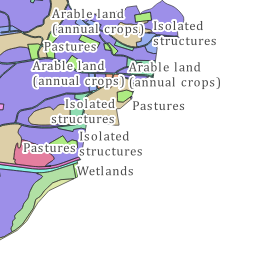 Arable land
(annual crops)
Isolated
structures
Pastures
Arable land
(annual crops)
Arable land
(annual crops)
Isolated
structures
Pastures
Isolated
structures
Pastures
Wetlands